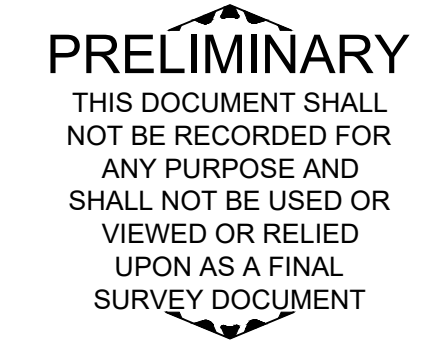 PRELIMINARY
THIS DOCUMENT SHALL
NOT BE RECORDED FOR
ANY PURPOSE AND
SHALL NOT BE USED OR
VIEWED OR RELIED
UPON AS A FINAL
SURVEY DOCUMENT